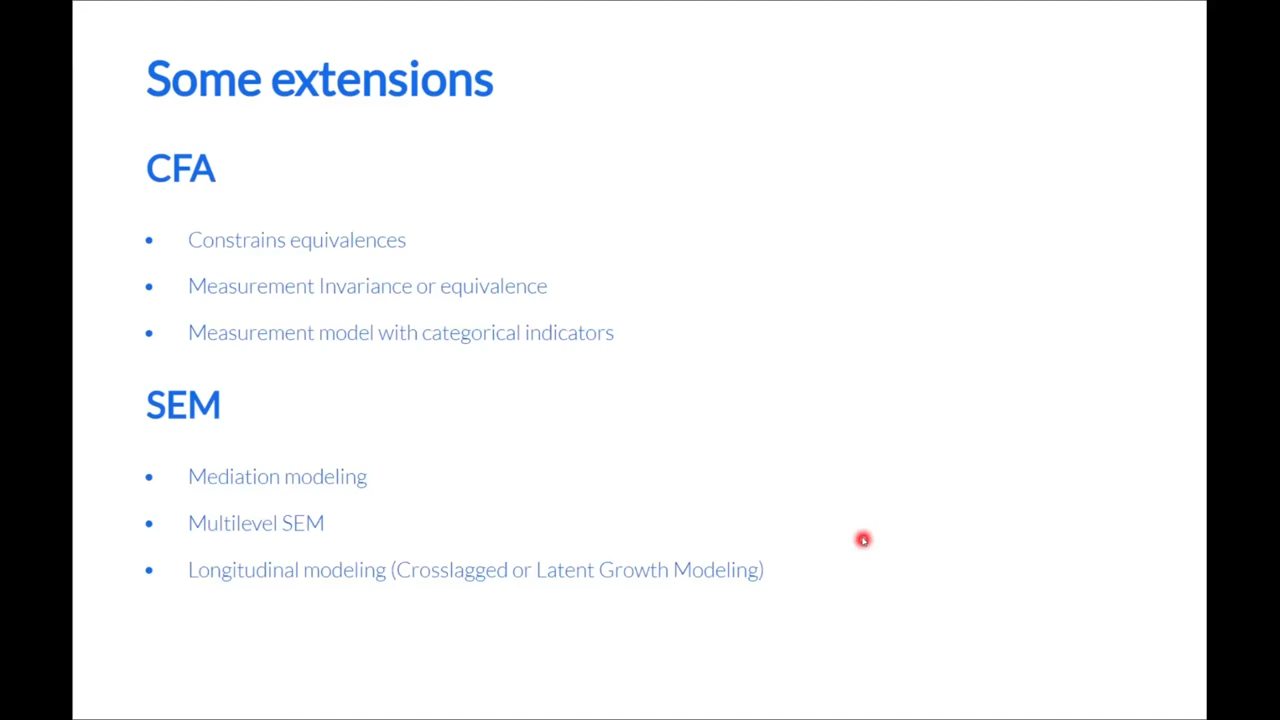 Some extensions
CFA
• Constrains equivalences
• Measurement Invariance or equivalence
• Measurement model with categorical indicators
SEM
• Mediation modeling
• Multilevel SEM
• Longitudinal modeling (Crosslagged or Latent Growth Modeling)